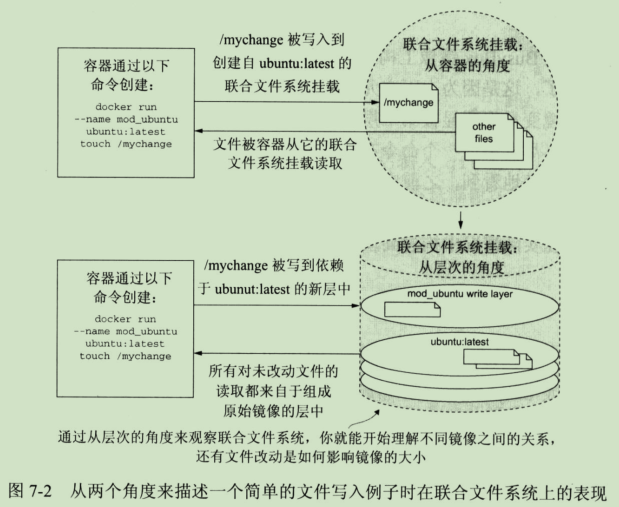 容器通过以下
命令创建：
docker run
--name mod_ubuntu
ubuntu:latest
touch /mychange
/mychange 被写入到
创建自 ubuntu:latest 的
联合文件系统挂载
文件被容器从它的联合
文件系统挂载读取
联合文件系统挂载：
从容器的角度
/mychange
other
files
容器通过以下
命令创建：
docker run
--name mod_ubuntu
ubuntu:latest
touch /mychange
/mychange 被写到依赖
于 ubunut:latest 的新层中
所有对未改动文件的
读取都来自于组成
原始镜像的层中
联合文件系统挂载：
从层次的角度
mod_ubuntu write layer
ubuntu:latest
通过从层次的角度来观察联合文件系统，你就能开始理解不同镜像之间的关系，
还有文件改动是如何影响镜像的大小
图 7-2 从两个角度来描述一个简单的文件写入例子时在联合文件系统上的表现